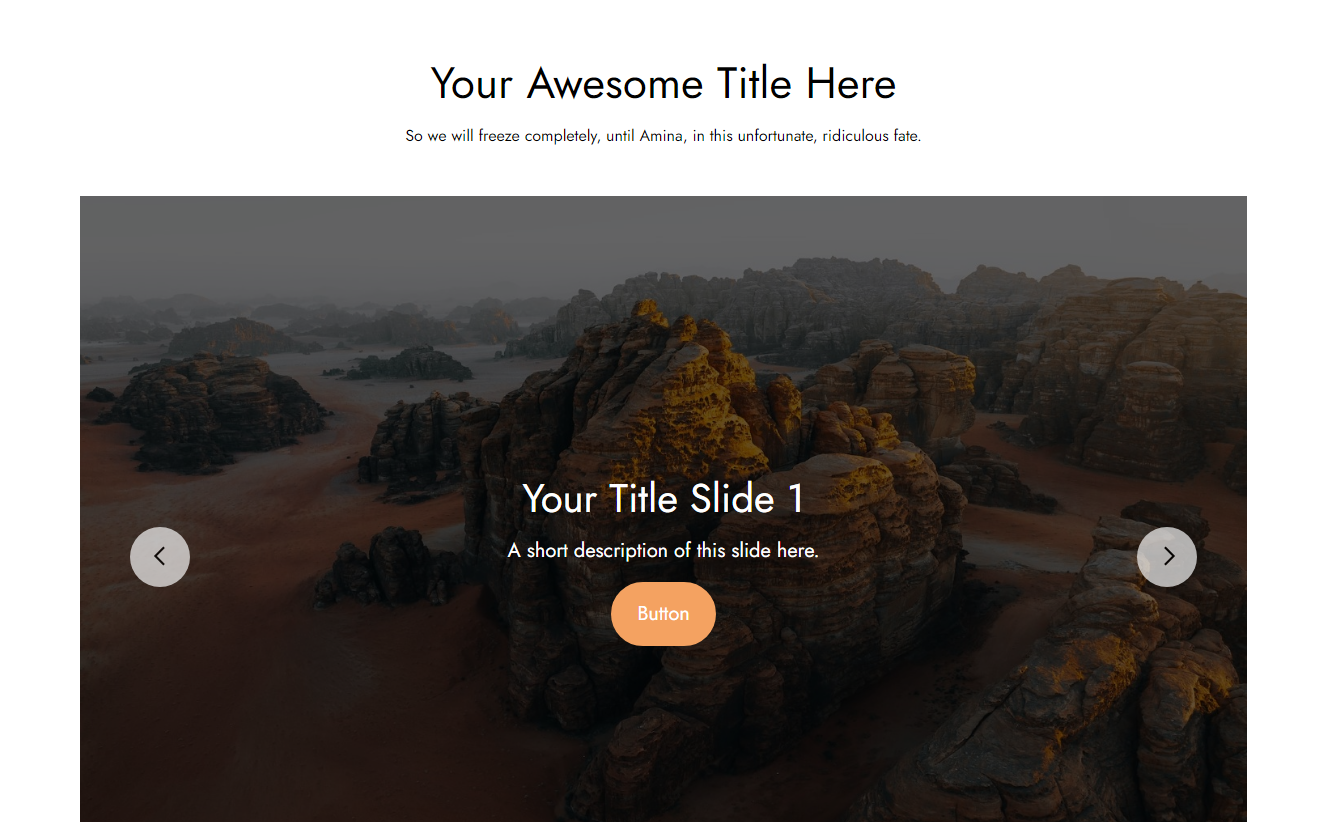 Your Awesome Title Here
So we will freeze completely, until Amina, in this unfortunate, ridiculous fate.
Your Title Slide 1
A short description of this slide here.
Button